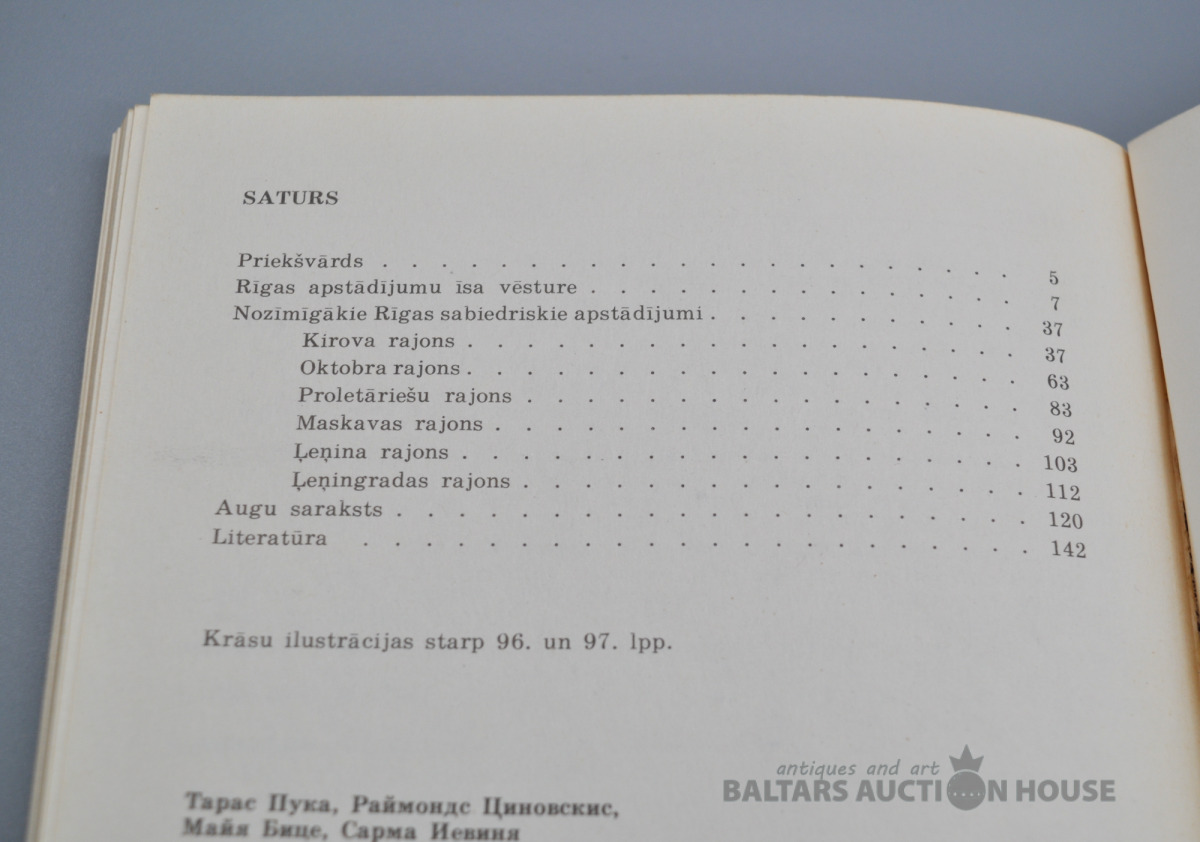 SATURS
Priekšvārds . . . . . . . . . . . . . . . . . . . . . . 5
Rīgas apstādījumu īsa vēsture . . . . . . . . . . . . . . . 7
Nozīmīgākie Rīgas sabiedriskie apstādījumi . . . . . . . . . . . 37
Kirova rajons . . . . . . . . . . . . . . . . . . . 37
Oktobra rajons . . . . . . . . . . . . . . . . . . . 63
Proletāriešu rajons . . . . . . . . . . . . . . . . . 83
Maskavas rajons . . . . . . . . . . . . . . . . . . 92
Ļeņina rajons . . . . . . . . . . . . . . . . . . . 103
Ļeņingradas rajons . . . . . . . . . . . . . . . . . 112
Augu saraksts . . . . . . . . . . . . . . . . . . . . . 120
Literatūra . . . . . . . . . . . . . . . . . . . . . . 142
Krāsu ilustrācijas starp 96. un 97. lpp.
Тарас Пука, Раймондс Циновскис,
Майя Бице, Сарма Иевиня
antiques and art
BALTARS AUCTION HOUSE